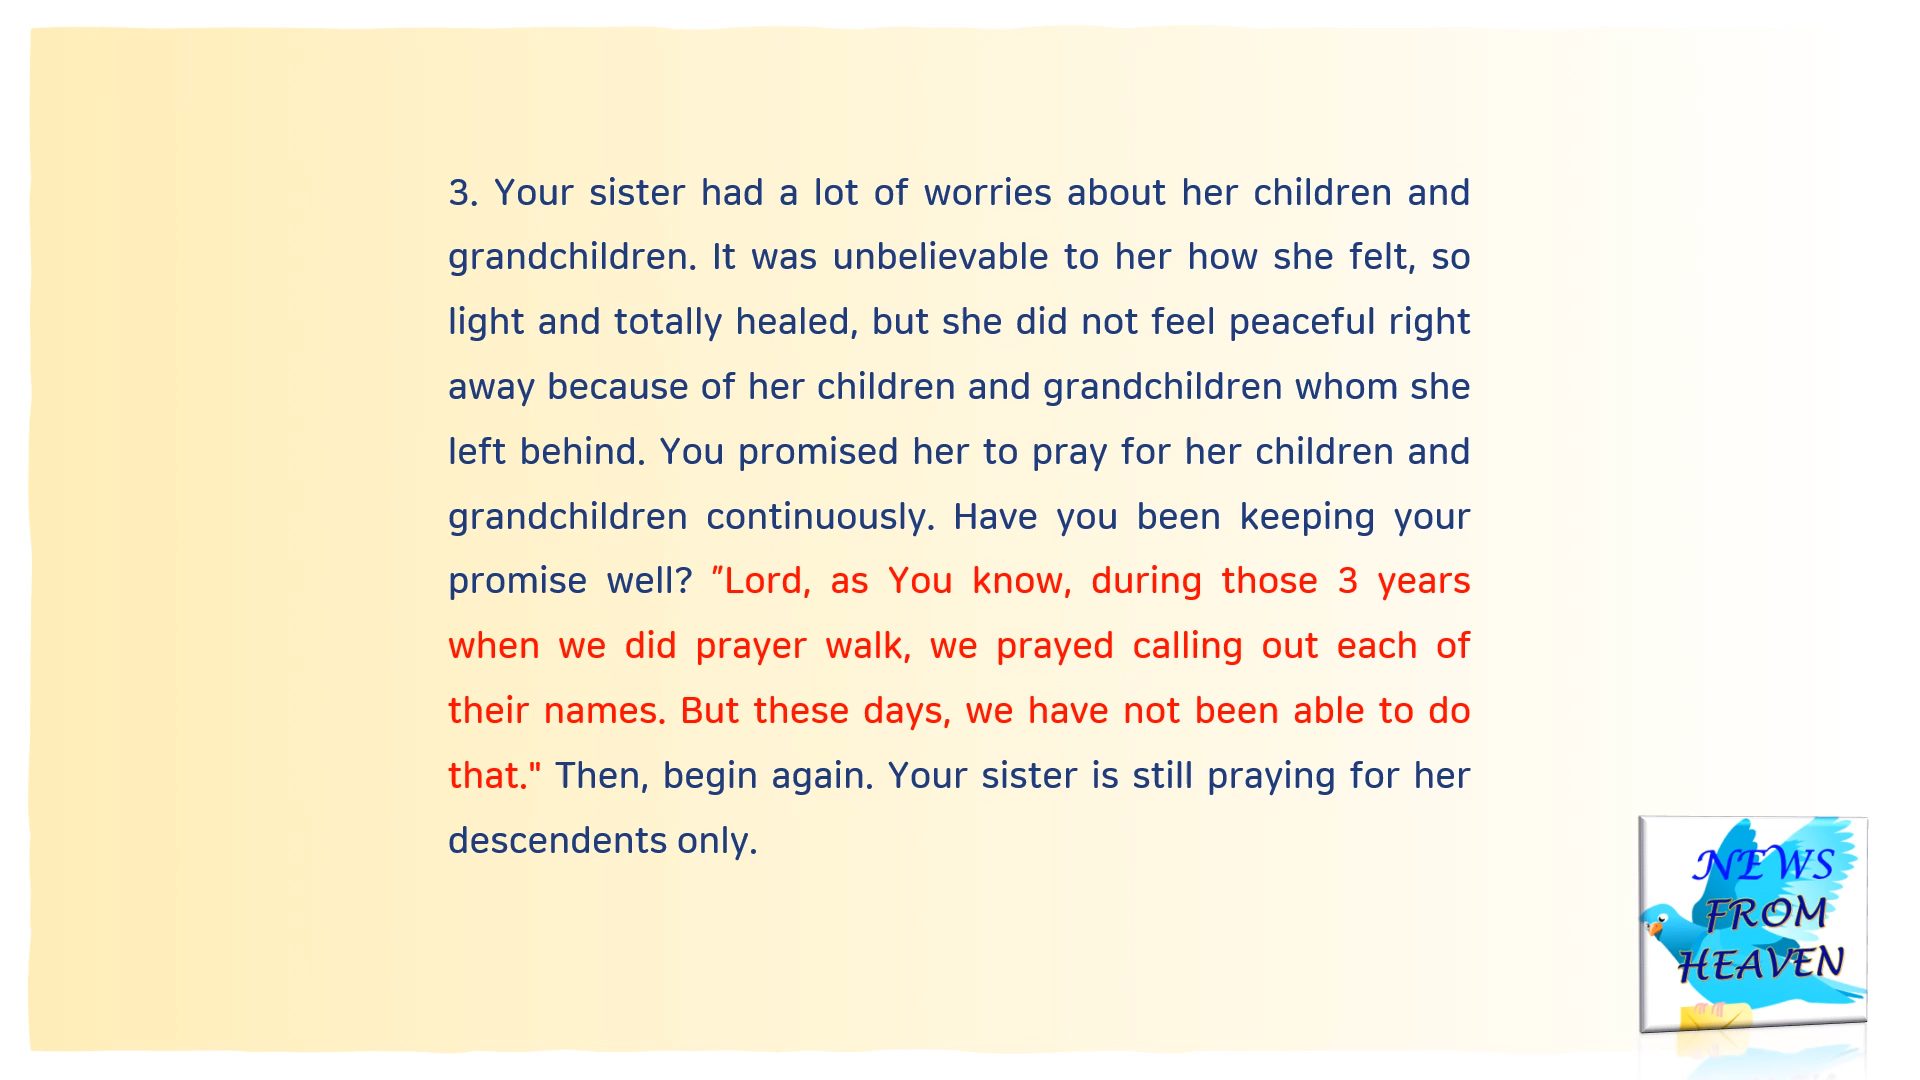 3. Your sister had a lot of worries about her children and
grandchildren. It was unbelievable to her how she felt, so
light and totally healed, but she did not feel peaceful right
away because of her children and grandchildren whom she
left behind. You promised her to pray for her children and
grandchildren continuously. Have you been keeping your
promise well? "Lord, as You know, during those 3 years
when we did prayer walk, we prayed calling out each of
their names. But these days, we have not been able to do
that." Then, begin again. Your sister is still praying for her
descendents only.
NEWS
FROM
HEAVEN